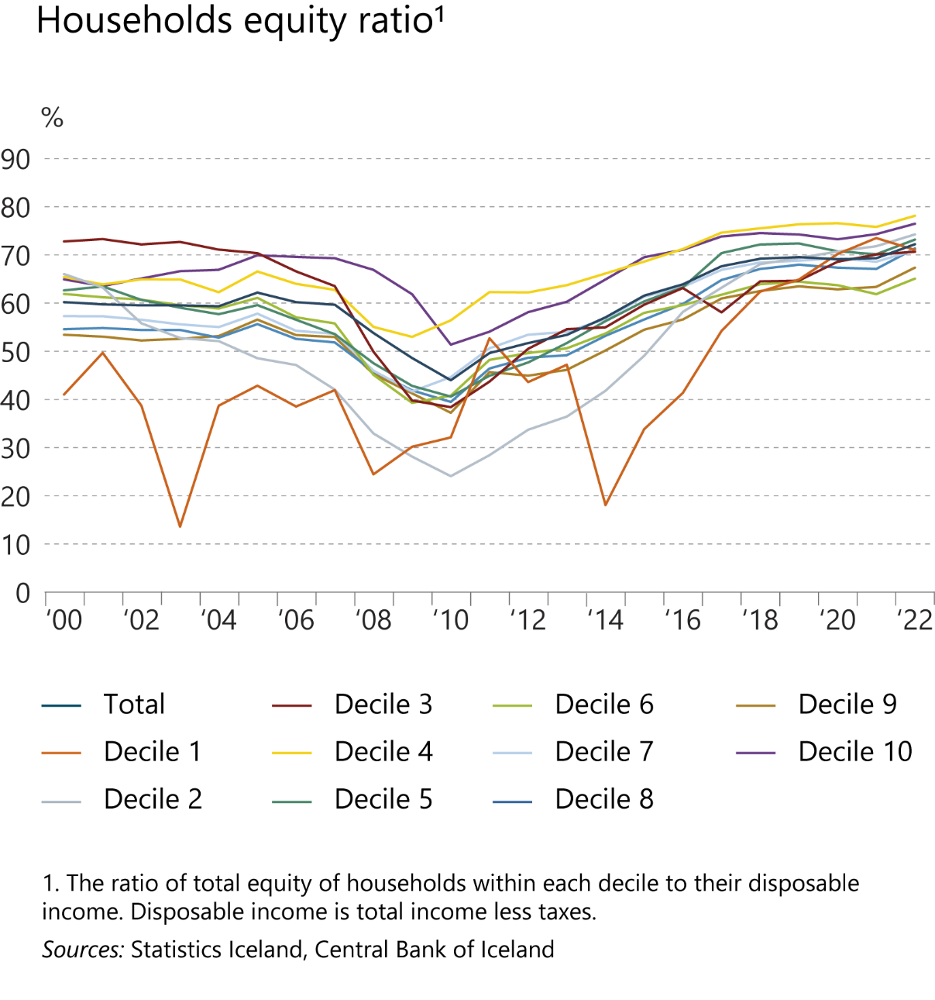 Households equity ratio¹
%
90
80
70
60
50
40
30
20
10
0
‘00 ‘02 ‘04 ‘06 ‘08 ‘10 ‘12 ‘14 ‘16 ‘18 ‘20 ‘22
Total Decile 3 Decile 6 Decile 9
Decile 1 Decile 4 Decile 7 Decile 10
Decile 2 Decile 5 Decile 8
1. The ratio of total equity of households within each decile to their disposable
income. Disposable income is total income less taxes.
Sources: Statistics Iceland, Central Bank of Iceland